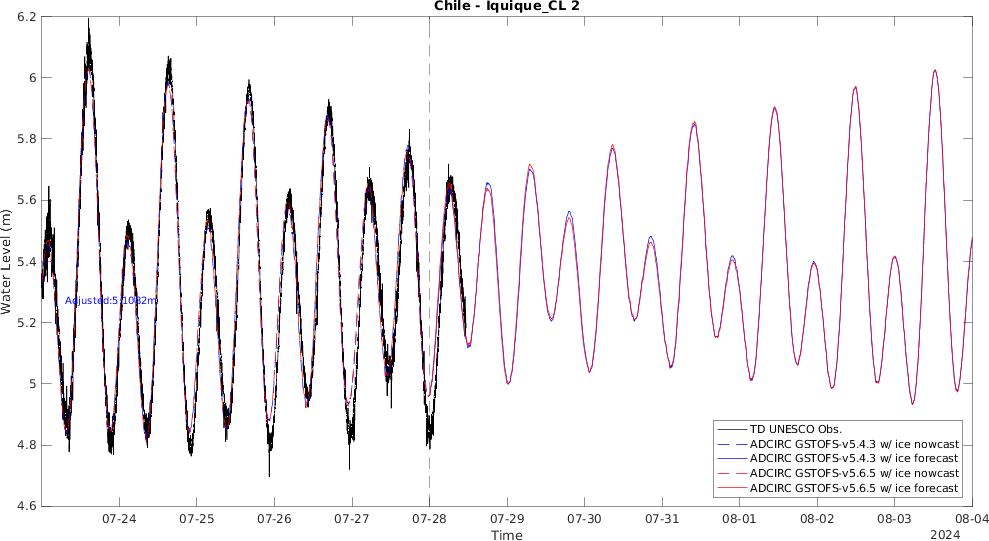 Chile - Iquique_CL 2
6.2
6
5.8
5.6
5.4
5.2
5
4.8
4.6
Water Level (m)
Adjusted:5.1082m
07-24
07-25
07-26
07-27
07-28
07-29
07-30
07-31
08-01
08-02
08-03
08-04
Time
2024
TD UNESCO Obs.
ADCIRC GSTOFS-v5.4.3 w/ ice nowcast
ADCIRC GSTOFS-v5.4.3 w/ ice forecast
ADCIRC GSTOFS-v5.6.5 w/ ice nowcast
ADCIRC GSTOFS-v5.6.5 w/ ice forecast